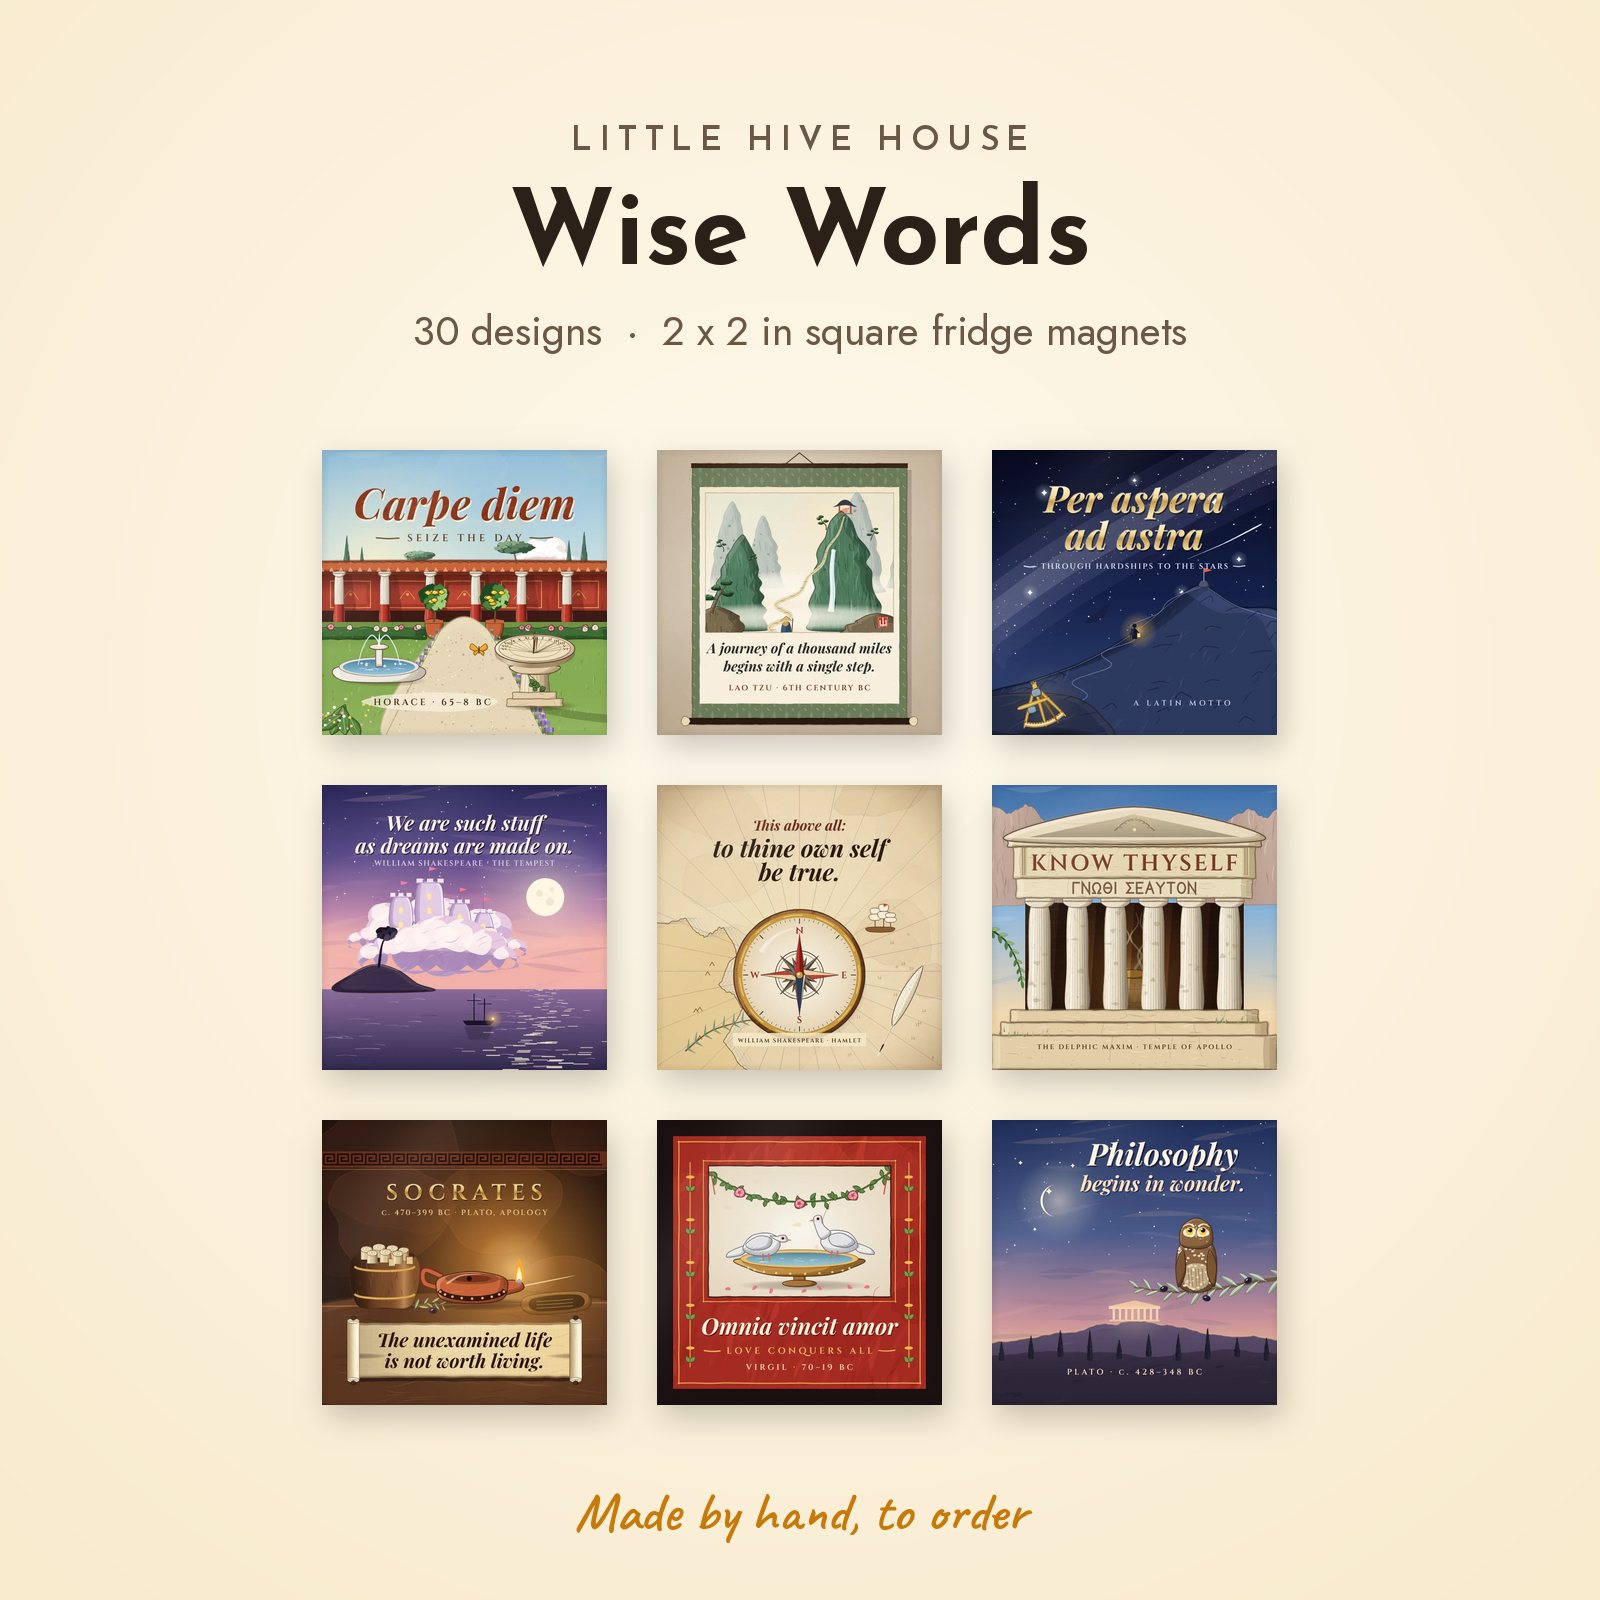 LITTLE HIVE HOUSE
Wise Words
30 designs · 2 x 2 in square fridge magnets
Carpe diem
SEIZE THE DAY
HORACE · 65–8 BC
A journey of a thousand miles
begins with a single step.
LAO TZU · 6TH CENTURY BC
Per aspera
ad astra
THROUGH HARDSHIPS TO THE STARS
A LATIN MOTTO
We are such stuff
as dreams are made on.
WILLIAM SHAKESPEARE · THE TEMPEST
This above all:
to thine own self
be true.
N
W E
S
WILLIAM SHAKESPEARE · HAMLET
KNOW THYSELF
ΓΝΩΘΙ ΣΕΑΥΤΟΝ
THE DELPHIC MAXIM · TEMPLE OF APOLLO
SOCRATES
C. 470–399 BC · PLATO, APOLOGY
The unexamined life
is not worth living.
Omnia vincit amor
LOVE CONQUERS ALL
VIRGIL · 70–19 BC
Philosophy
begins in wonder.
PLATO · C. 428–348 BC
Made by hand, to order